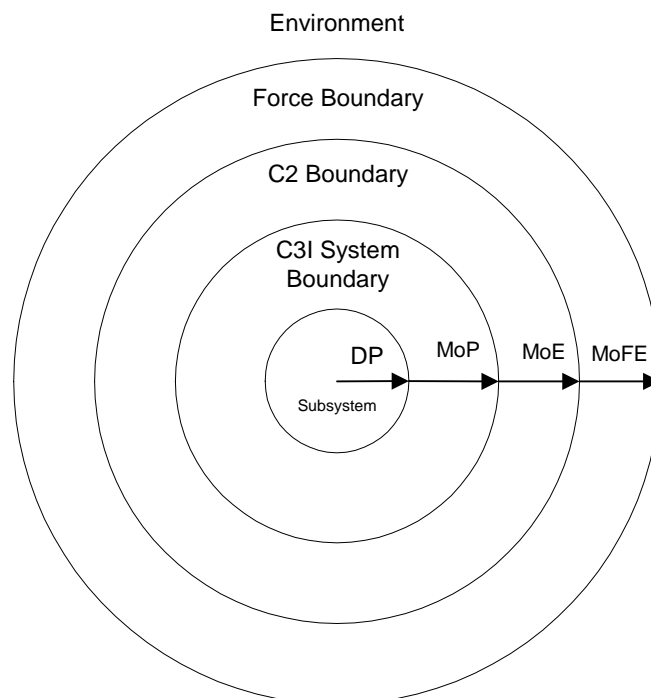 Environment
Force Boundary
C2 Boundary
C3I System
Boundary
DP
MoP
MoE
MoFE
Subsystem